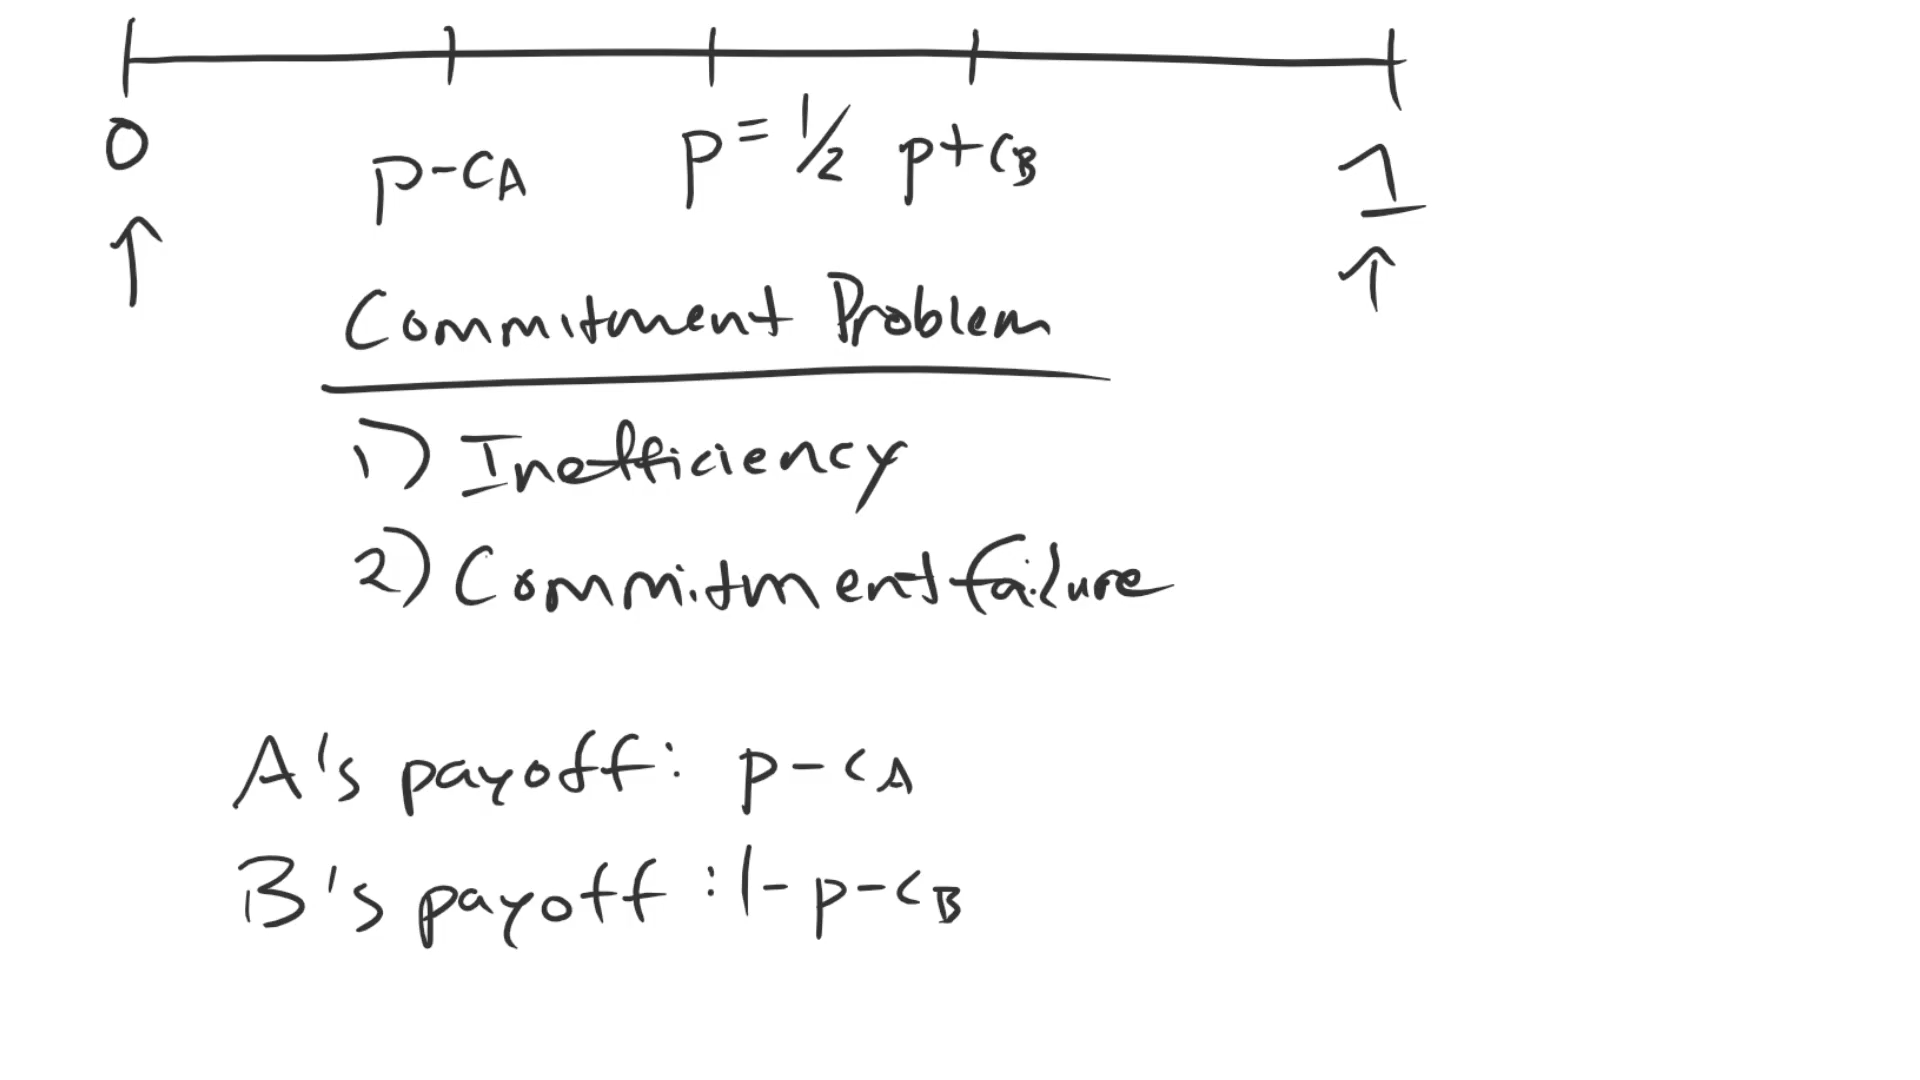 0 p-cA p=1/2 p+cB 1
Commitment Problem
1) Inefficiency
2) Commitment failure
A's payoff: p-cA
B's payoff: 1-p-cB